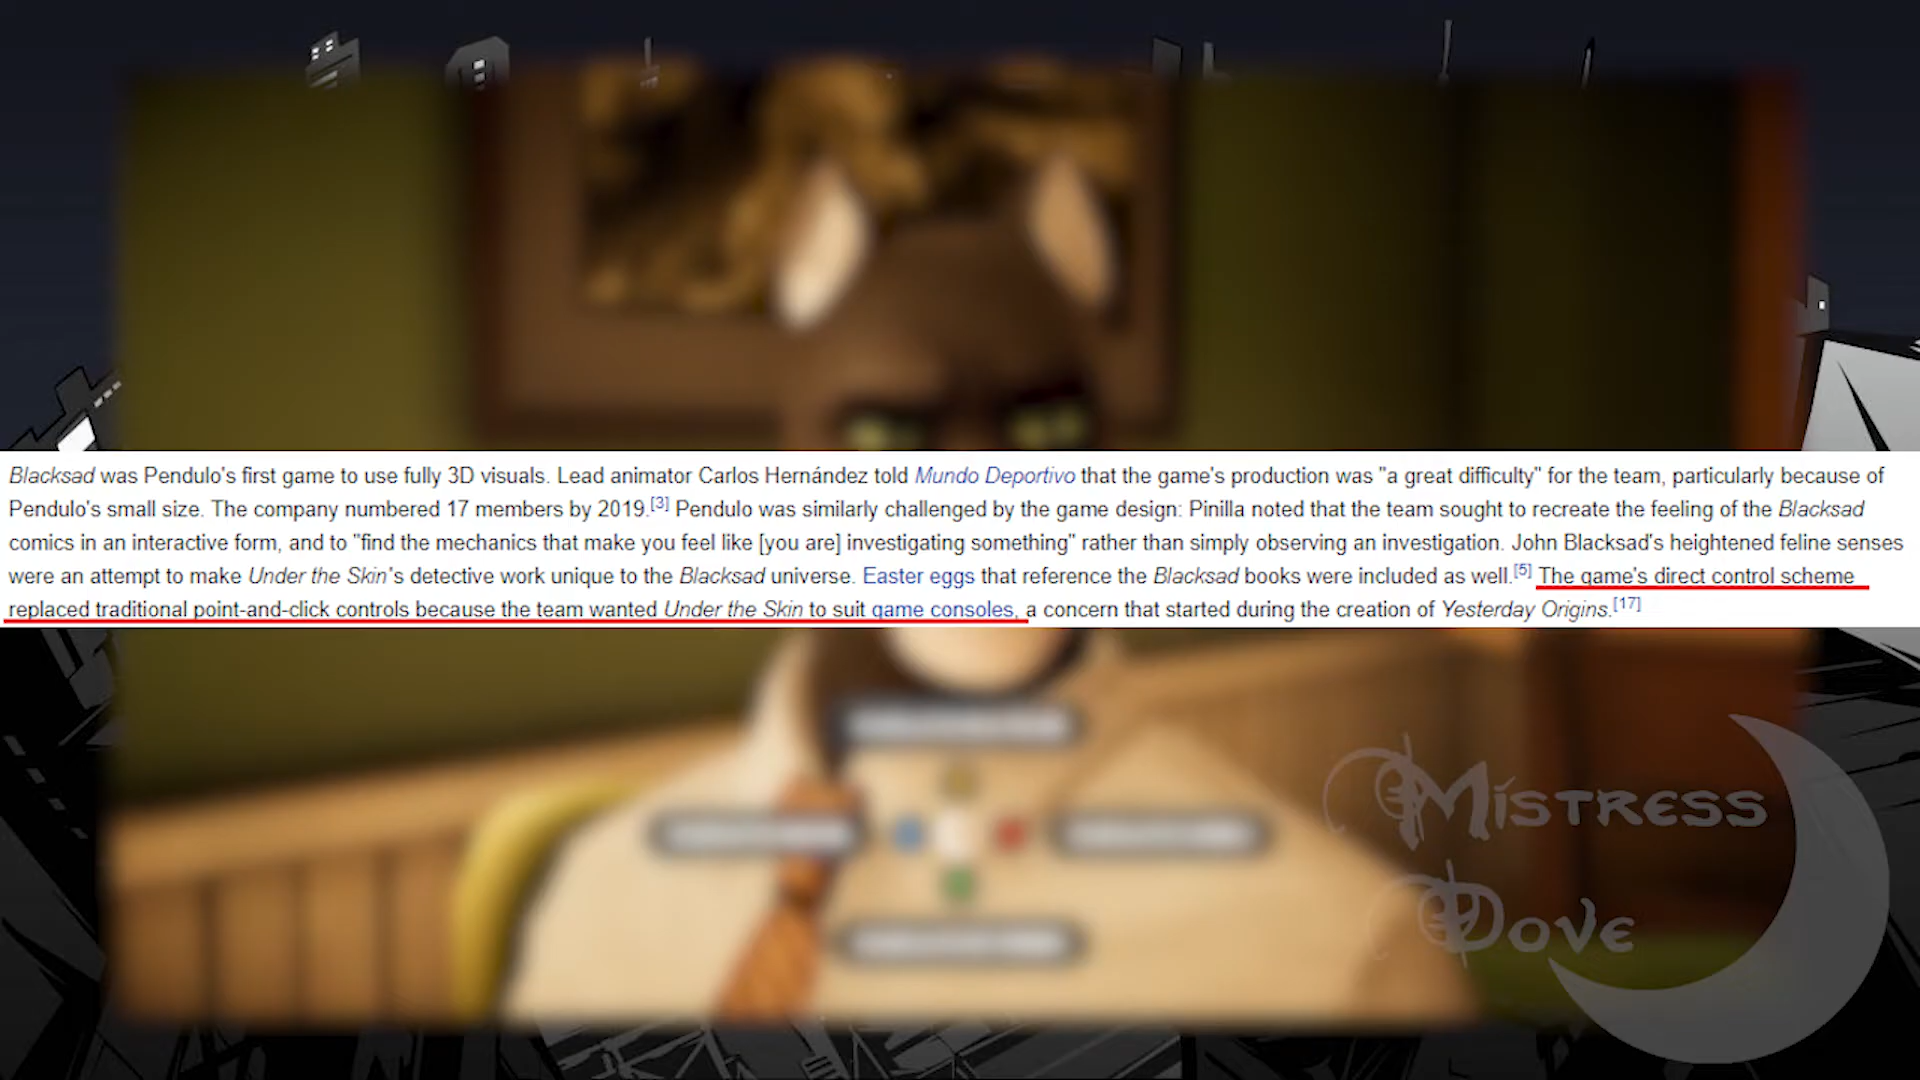 Blacksad was Pendulo's first game to use fully 3D visuals. Lead animator Carlos Hernández told Mundo Deportivo that the game's production was "a great difficulty" for the team, particularly because of
Pendulo's small size. The company numbered 17 members by 2019.[3] Pendulo was similarly challenged by the game design: Pinilla noted that the team sought to recreate the feeling of the Blacksad
comics in an interactive form, and to "find the mechanics that make you feel like [you are] investigating something" rather than simply observing an investigation. John Blacksad's heightened feline senses
were an attempt to make Under the Skin's detective work unique to the Blacksad universe. Easter eggs that reference the Blacksad books were included as well.[5] The game's direct control scheme
replaced traditional point-and-click controls because the team wanted Under the Skin to suit game consoles, a concern that started during the creation of Yesterday Origins.[17]
Mistress
Dove